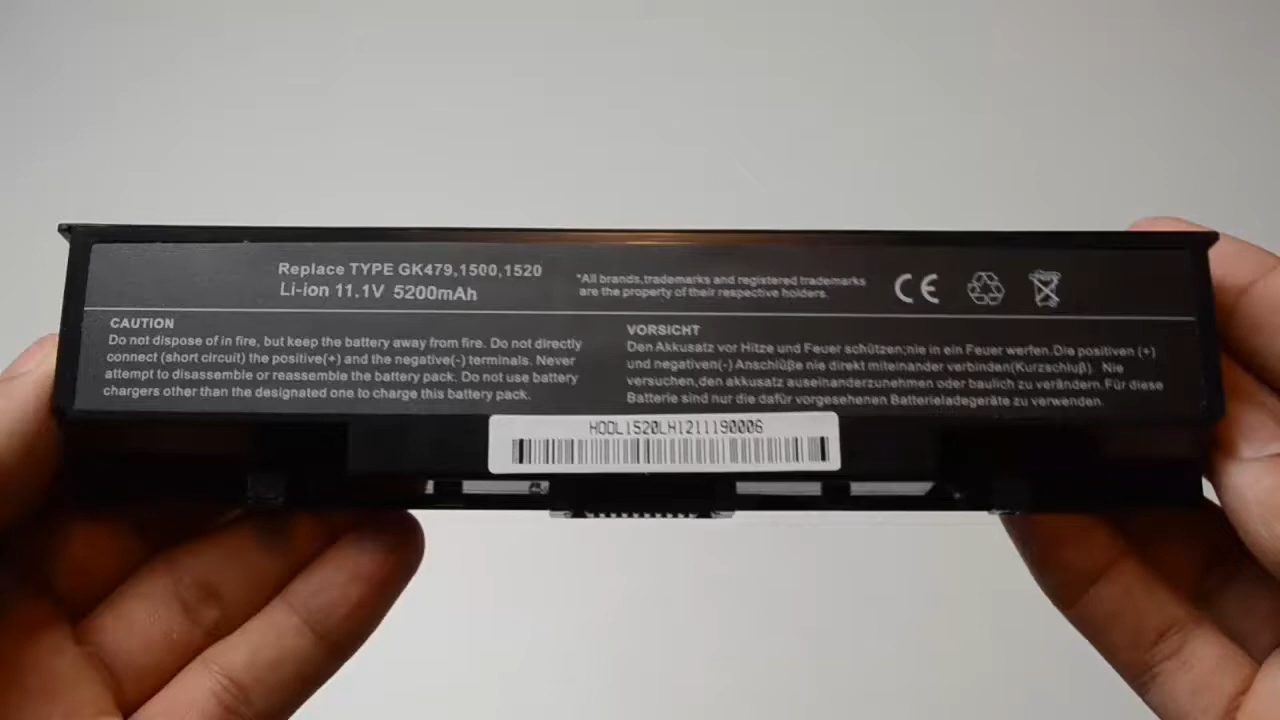 Replace TYPE GK479,1500,1520
Li-ion 11.1V 5200mAh
*All brands,trademarks and registered trademarks
are the property of their respective holders.
CE
CAUTION
Do not dispose of in fire, but keep the battery away from fire. Do not directly
connect (short circuit) the positive(+) and the negative(-) terminals. Never
attempt to disassemble or reassemble the battery pack. Do not use battery
chargers other than the designated one to charge this battery pack.
VORSICHT
Den Akkusatz vor Hitze und Feuer schützen;nie in ein Feuer werfen.Die positiven (+)
und negativen(-) Anschlüße nie direkt miteinander verbinden(Kurzschluß). Nie
versuchen,den akkusatz auseinanderzunehmen oder baulich zu verändern.Für diese
Batterie sind nur die dafür vorgesehenen Batterieladegeräte zu verwenden.
HODL1520LH1211190006